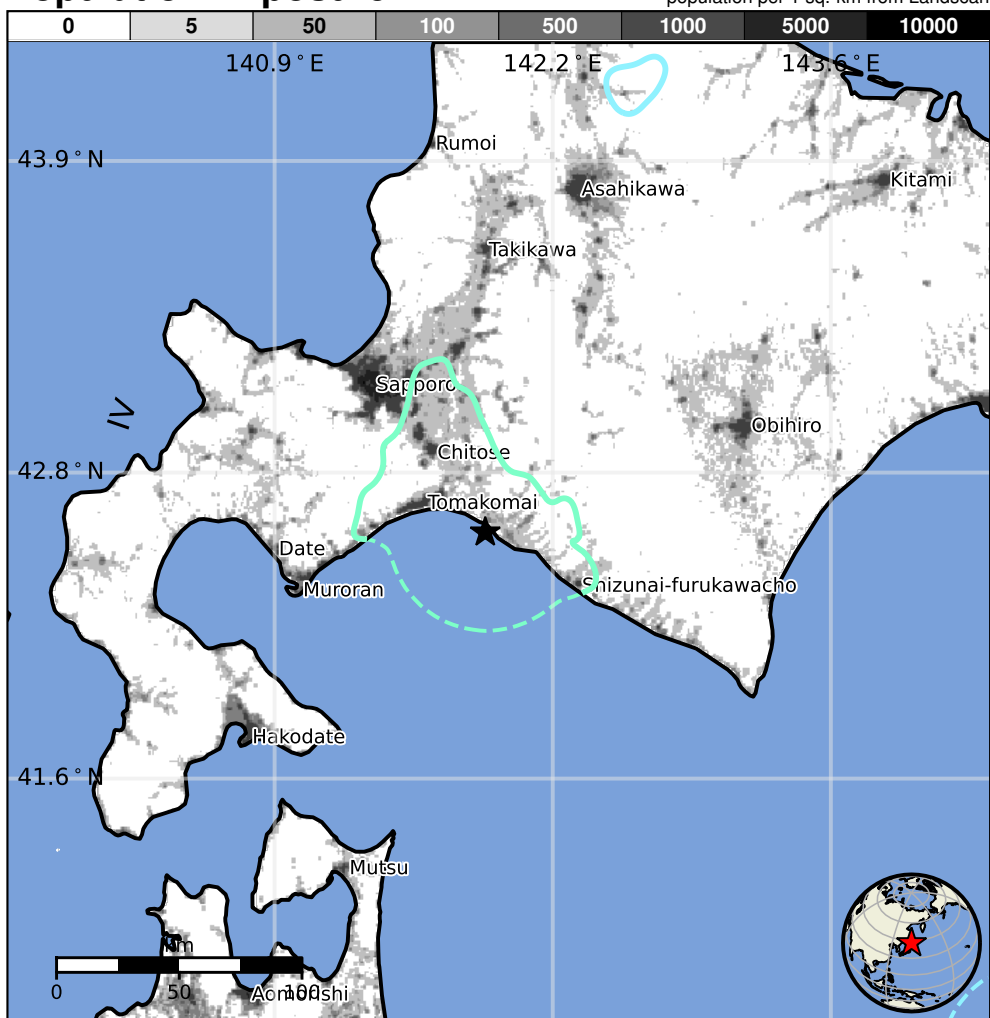 population per 1 sq. km from Landscan
0 5 50 100 500 1000 5000 10000
140.9°E 142.2°E 143.6°E
Rumoi
43.9°N
Asahikawa
Kitami
Takikawa
Sapporo
IV
Obihiro
Chitose
42.8°N
Tomakomai
Date
Shizunai-furukawacho
Muroran
Hakodate
41.6°N
Mutsu
km
0 50 100
Aomorishi